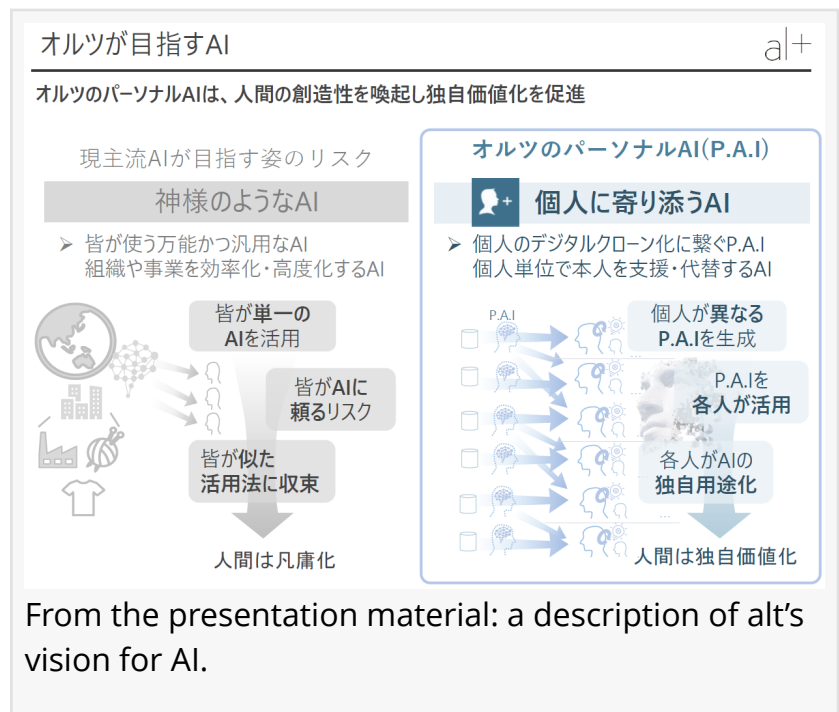 オルツが目指すAI
al+
オルツのパーソナルAIは、人間の創造性を喚起し独自価値化を促進
現主流AIが目指す姿のリスク
神様のようなAI
➢ 皆が使う万能かつ汎用なAI
組織や事業を効率化・高度化するAI
皆が単一の
AIを活用
皆がAIに
頼るリスク
皆が似た
活用法に収束
人間は凡庸化
オルツのパーソナルAI(P.A.I)
個人に寄り添うAI
➢ 個人のデジタルクローン化に繋ぐP.A.I
個人単位で本人を支援・代替するAI
P.A.I
個人が異なる
P.A.Iを生成
P.A.Iを
各人が活用
各人がAIの
独自用途化
人間は独自価値化
From the presentation material: a description of alt’s
vision for AI.